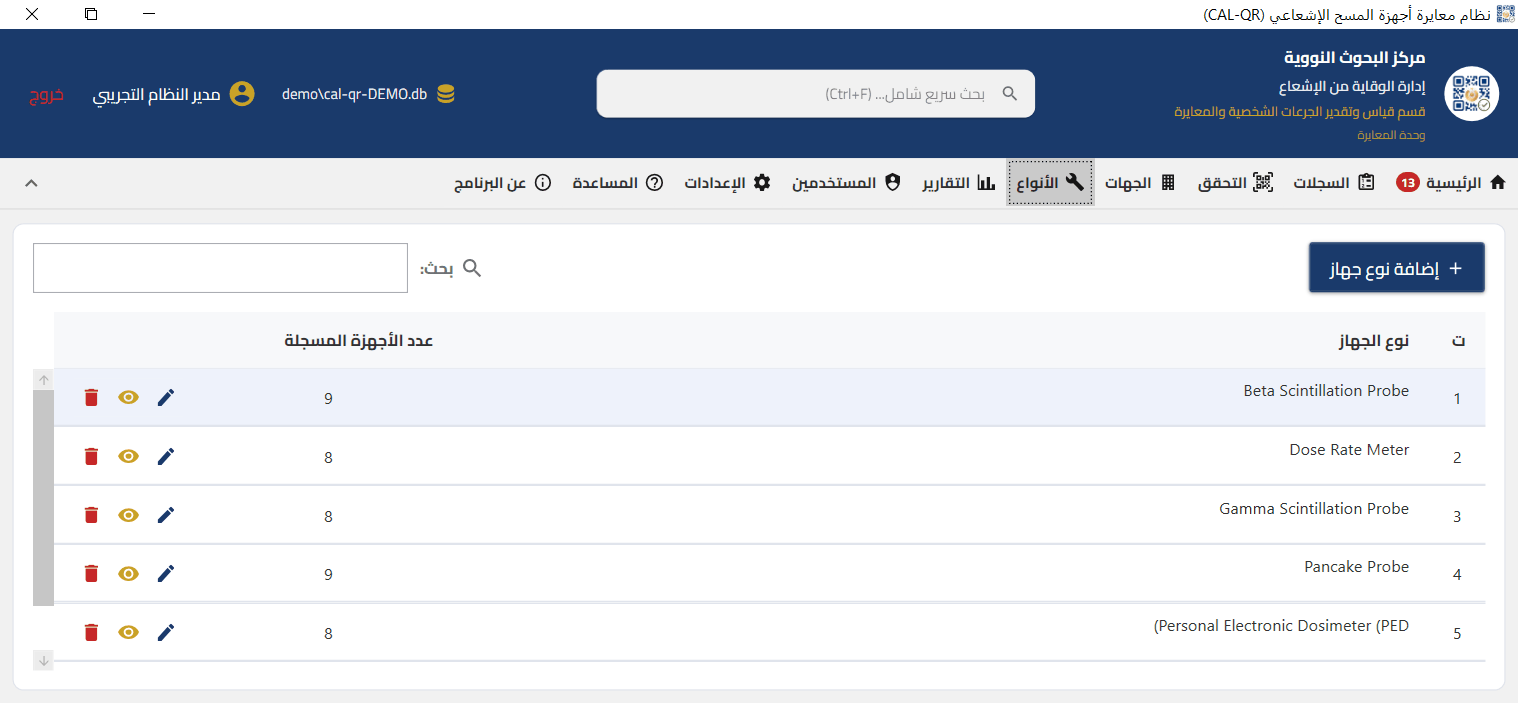 نظام معايرة أجهزة المسح الإشعاعي (CAL-QR)
مركز البحوث النووية
إدارة الوقاية من الإشعاع
قسم قياس وتقدير الجرعات الشخصية والمعايرة
وحدة المعايرة
بحث سريع شامل... (Ctrl+F)
demo\cal-qr-DEMO.db
مدير النظام التجريبي
خروج
الرئيسية 13 السجلات التحقق الجهات الأنواع التقارير المستخدمين الإعدادات المساعدة عن البرنامج
+ إضافة نوع جهاز
بحث:
ت نوع الجهاز عدد الأجهزة المسجلة
1 Beta Scintillation Probe 9
2 Dose Rate Meter 8
3 Gamma Scintillation Probe 8
4 Pancake Probe 9
5 (Personal Electronic Dosimeter (PED 8